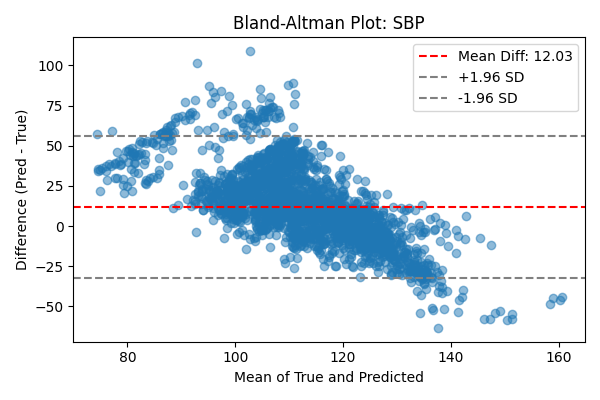 Bland-Altman Plot: SBP
Mean Diff: 12.03
+1.96 SD
-1.96 SD
Difference (Pred - True)
100
75
50
25
0
−25
−50
80
100
120
140
160
Mean of True and Predicted